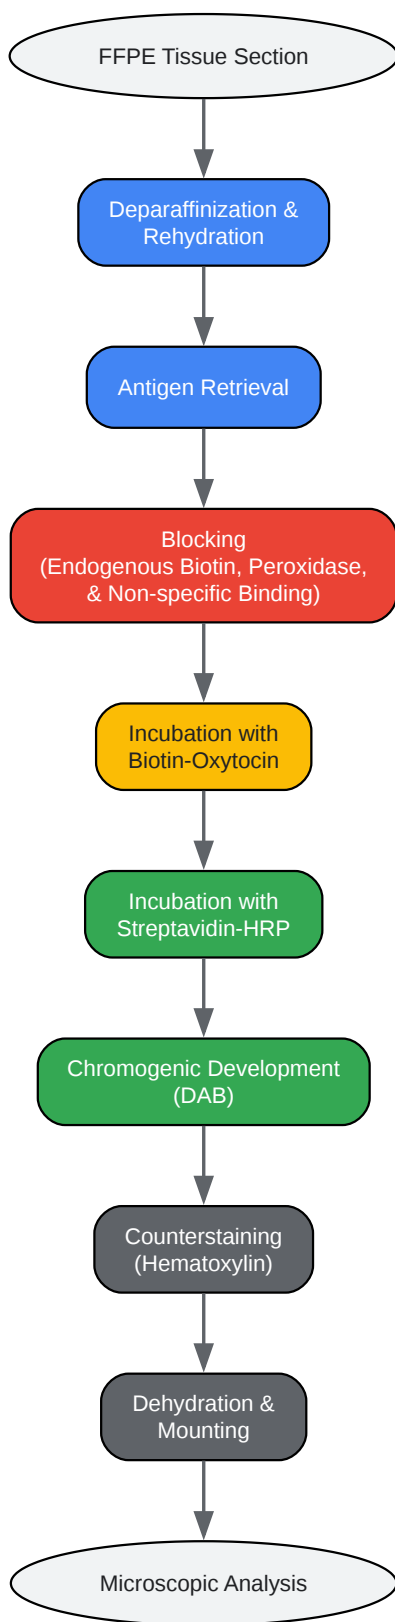 FFPE Tissue Section
Deparaffinization &
Rehydration
Antigen Retrieval
Blocking
(Endogenous Biotin, Peroxidase,
& Non-specific Binding)
Incubation with
Biotin-Oxytocin
Incubation with
Streptavidin-HRP
Chromogenic Development
(DAB)
Counterstaining
(Hematoxylin)
Dehydration &
Mounting
Microscopic Analysis